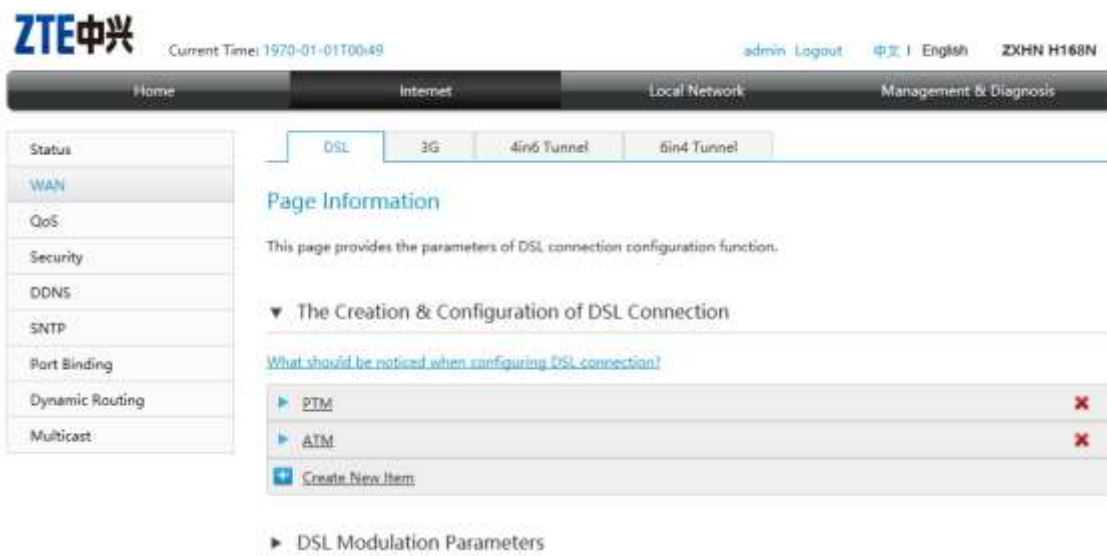 ZTE中兴
Current Time: 1970-01-01T00:49 admin Logout 中文 | English ZXHN H168N
Home Internet Local Network Management & Diagnosis
Status
WAN
QoS
Security
DDNS
SNTP
Port Binding
Dynamic Routing
Multicast
DSL 3G 4in6 Tunnel 6in4 Tunnel
Page Information
This page provides the parameters of DSL connection configuration function.
▼ The Creation & Configuration of DSL Connection
What should be noticed when configuring DSL connection?
PTM
ATM
Create New Item
► DSL Modulation Parameters